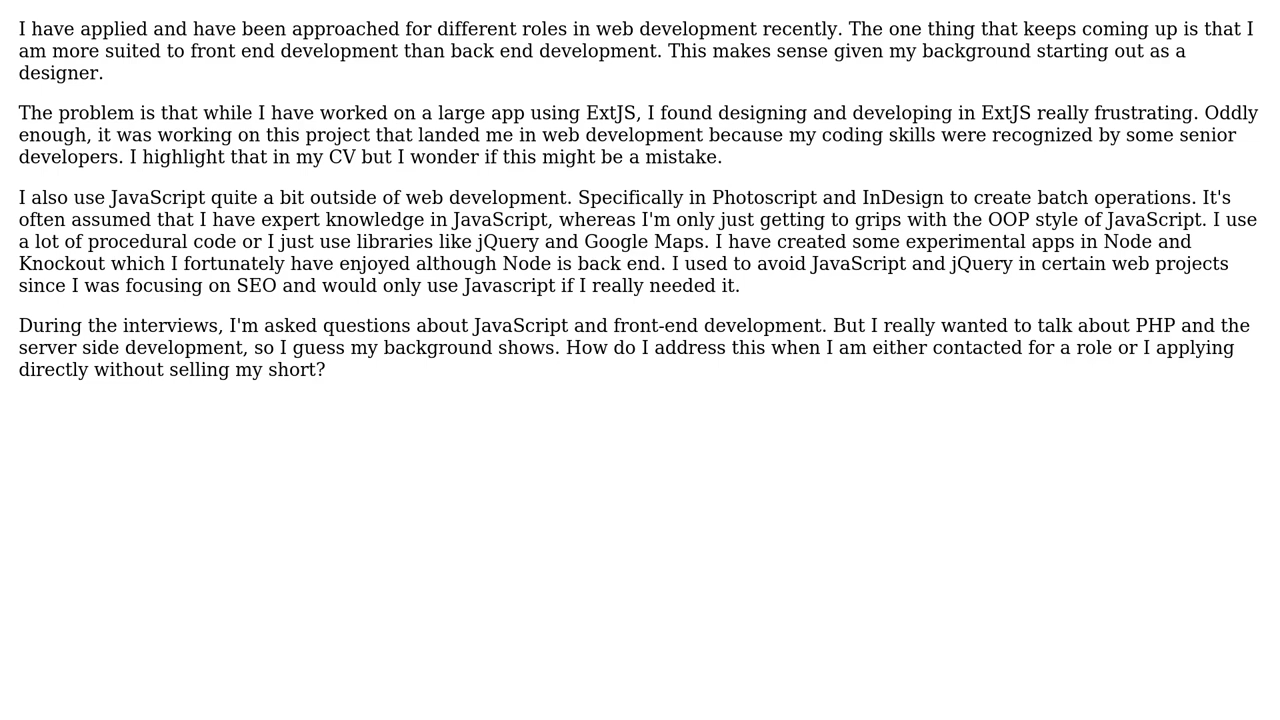 I have applied and have been approached for different roles in web development recently. The one thing that keeps coming up is that I
am more suited to front end development than back end development. This makes sense given my background starting out as a
designer.
The problem is that while I have worked on a large app using ExtJS, I found designing and developing in ExtJS really frustrating. Oddly
enough, it was working on this project that landed me in web development because my coding skills were recognized by some senior
developers. I highlight that in my CV but I wonder if this might be a mistake.
I also use JavaScript quite a bit outside of web development. Specifically in Photoscript and InDesign to create batch operations. It's
often assumed that I have expert knowledge in JavaScript, whereas I'm only just getting to grips with the OOP style of JavaScript. I use
a lot of procedural code or I just use libraries like jQuery and Google Maps. I have created some experimental apps in Node and
Knockout which I fortunately have enjoyed although Node is back end. I used to avoid JavaScript and jQuery in certain web projects
since I was focusing on SEO and would only use Javascript if I really needed it.
During the interviews, I'm asked questions about JavaScript and front-end development. But I really wanted to talk about PHP and the
server side development, so I guess my background shows. How do I address this when I am either contacted for a role or I applying
directly without selling my short?